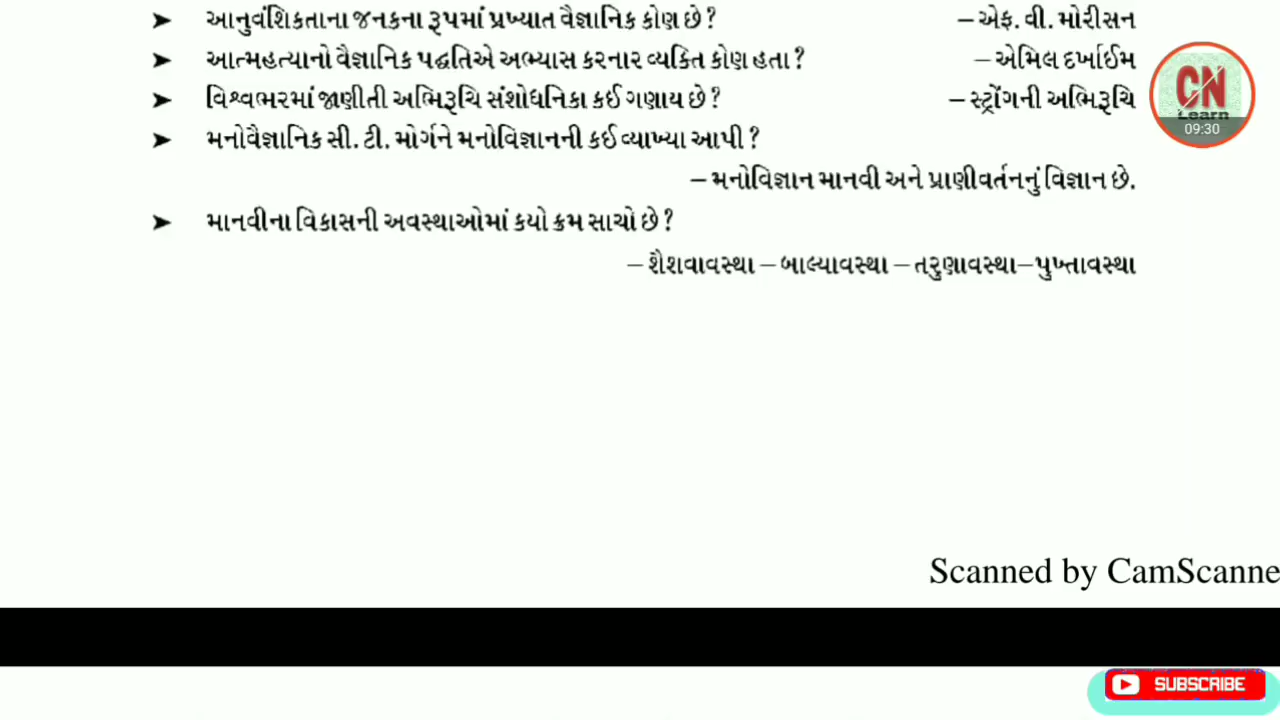 ➤ આનુવંશિકતાના જનકના રૂપમાં પ્રખ્યાત વૈજ્ઞાનિક કોણ છે? – એફ. વી. મોરીસન
➤ આત્મહત્યાનો વૈજ્ઞાનિક પદ્ધતિએ અભ્યાસ કરનાર વ્યક્તિ કોણ હતા? – એમિલ દર્ખાઈમ
➤ વિશ્વભરમાં જાણીતી અભિરૂચિ સંશોધનિકા કઈ ગણાય છે? – સ્ટ્રોંગની અભિરૂચિ
➤ મનોવૈજ્ઞાનિક સી. ટી. મોર્ગને મનોવિજ્ઞાનની કઈ વ્યાખ્યા આપી?
– મનોવિજ્ઞાન માનવી અને પ્રાણીવર્તનનું વિજ્ઞાન છે.
➤ માનવીના વિકાસની અવસ્થાઓમાં કયો ક્રમ સાચો છે?
– શૈશવાવસ્થા – બાલ્યાવસ્થા – તરુણાવસ્થા–પુખ્તાવસ્થા
CN
Learn
09:30
Scanned by CamScanne
SUBSCRIBE